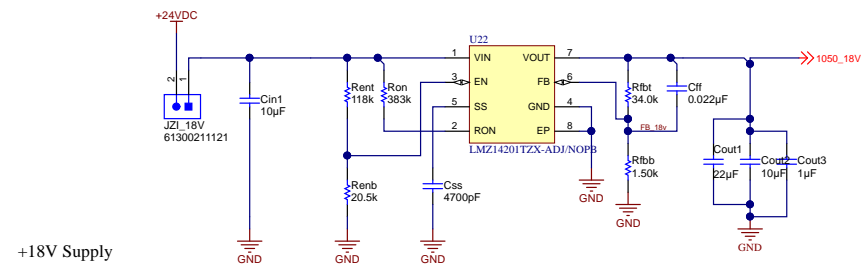 +24VDC
2
1
JZI_18V
61300211121
Cin1
10µF
Rent
118k
Ron
383k
Renb
20.5k
Css
4700pF
U22
1 VIN VOUT 7
3 EN FB 6
5 SS GND 4
2 RON EP 8
LMZ14201TZX-ADJ/NOPB
Rfbt
34.0k
Cff
0.022µF
FB_18v
Rfbb
1.50k
1050_18V
Cout1
22µF
Cout2
10µF
Cout3
1µF
GND
GND
GND
GND
GND
GND
+18V Supply